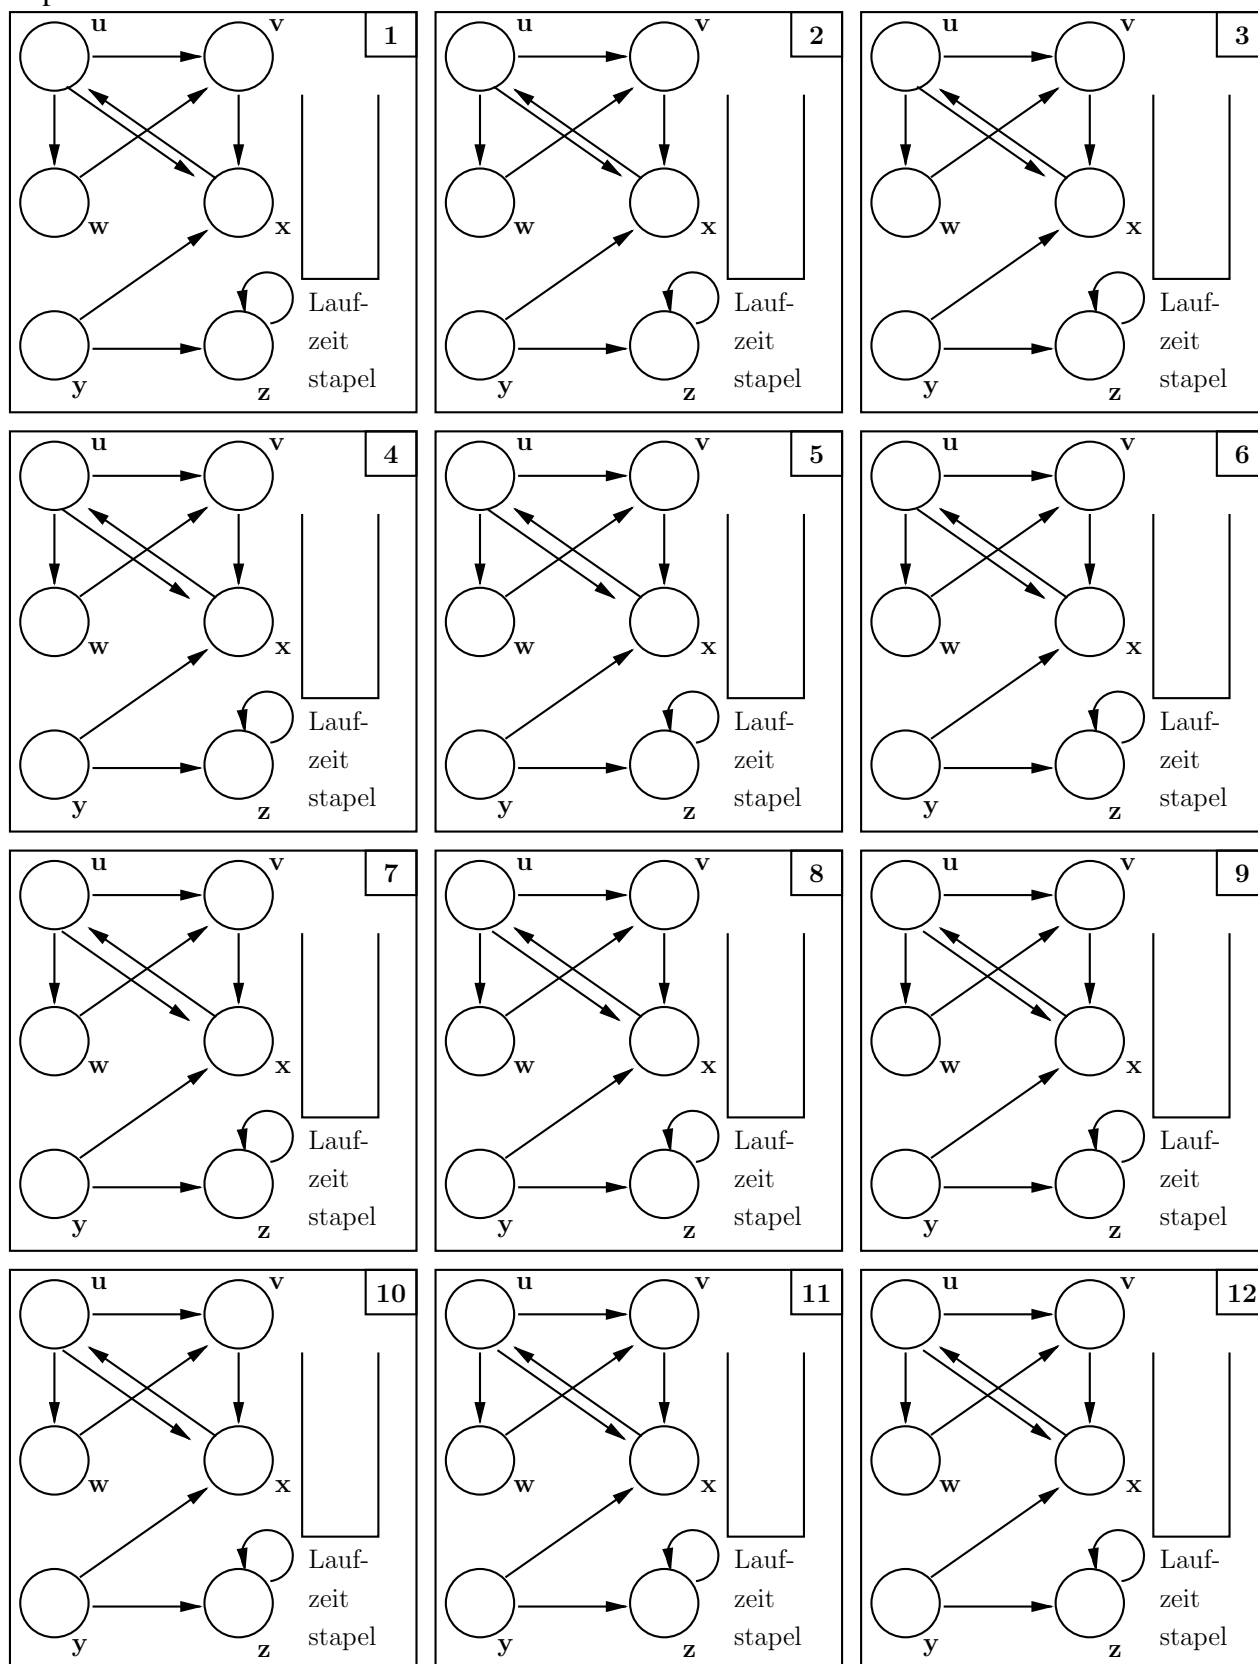 u v 1
w x
Lauf-
zeit
stapel
y z
u v 2
w x
Lauf-
zeit
stapel
y z
u v 3
w x
Lauf-
zeit
stapel
y z
u v 4
w x
Lauf-
zeit
stapel
y z
u v 5
w x
Lauf-
zeit
stapel
y z
u v 6
w x
Lauf-
zeit
stapel
y z
u v 7
w x
Lauf-
zeit
stapel
y z
u v 8
w x
Lauf-
zeit
stapel
y z
u v 9
w x
Lauf-
zeit
stapel
y z
u v 10
w x
Lauf-
zeit
stapel
y z
u v 11
w x
Lauf-
zeit
stapel
y z
u v 12
w x
Lauf-
zeit
stapel
y z